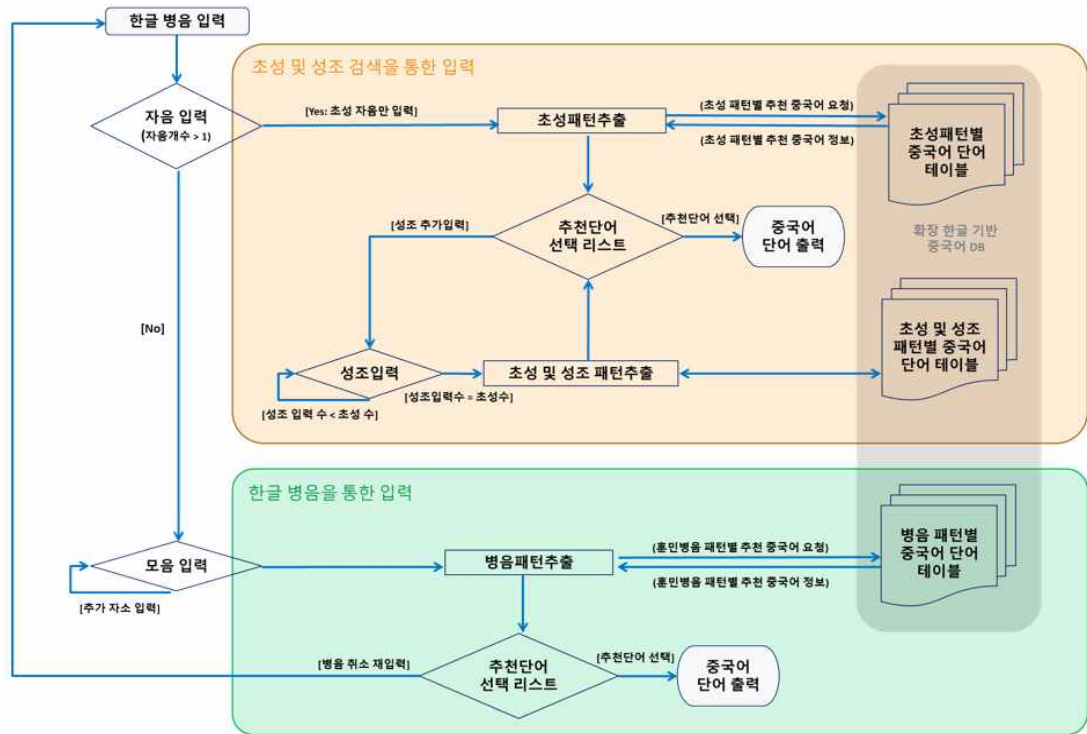 한글 병음 입력
초성 및 성조 검색을 통한 입력
자음 입력
(자음개수 > 1)
[Yes: 초성 자음만 입력]
초성패턴추출
(초성 패턴별 추천 중국어 요청)
(초성 패턴별 추천 중국어 정보)
초성패턴별
중국어 단어
테이블
[성조 추가입력]
추천단어
선택 리스트
[추천단어 선택]
중국어
단어 출력
확장 한글 기반
중국어 DB
[No]
성조입력
[성조입력수 = 초성수]
[성조 입력 수 < 초성 수]
초성 및 성조 패턴추출
초성 및 성조
패턴별 중국어
단어 테이블
한글 병음을 통한 입력
모음 입력
[추가 자소 입력]
병음패턴추출
(훈민병음 패턴별 추천 중국어 요청)
(훈민병음 패턴별 추천 중국어 정보)
병음 패턴별
중국어 단어
테이블
[병음 취소 재입력]
추천단어
선택 리스트
[추천단어 선택]
중국어
단어 출력